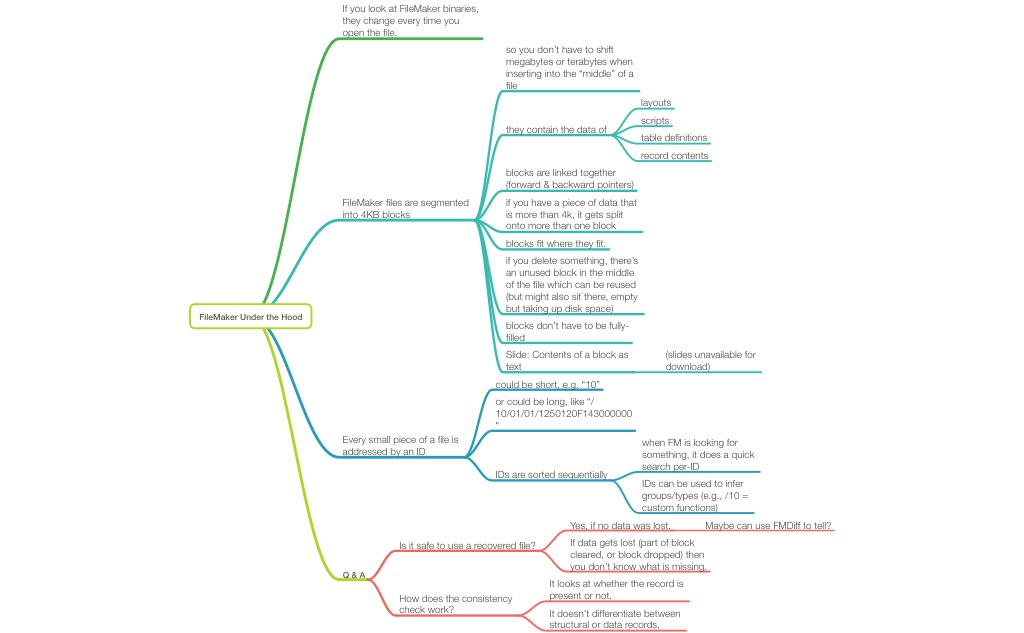 If you look at FileMaker binaries,
they change every time you
open the file.
so you don't have to shift
megabytes or terabytes when
inserting into the “middle” of a
file
they contain the data of
layouts
scripts
table definitions
record contents
blocks are linked together
(forward & backward pointers)
FileMaker files are segmented
into 4KB blocks
if you have a piece of data that
is more than 4k, it gets split
onto more than one block
blocks fit where they fit.
if you delete something, there's
an unused block in the middle
of the file which can be reused
(but might also sit there, empty
but taking up disk space)
blocks don't have to be fully-
filled
Slide: Contents of a block as
text
(slides unavailable for
download)
FileMaker Under the Hood
could be short, e.g. “10”
or could be long, like “/
10/01/01/1250120F143000000
”
Every small piece of a file is
addressed by an ID
IDs are sorted sequentially
when FM is looking for
something, it does a quick
search per-ID
IDs can be used to infer
groups/types (e.g., /10 =
custom functions)
Q & A
Is it safe to use a recovered file?
Yes, if no data was lost.
Maybe can use FMDiff to tell?
If data gets lost (part of block
cleared, or block dropped) then
you don't know what is missing.
How does the consistency
check work?
It looks at whether the record is
present or not.
It doesn't differentiate between
structural or data records.